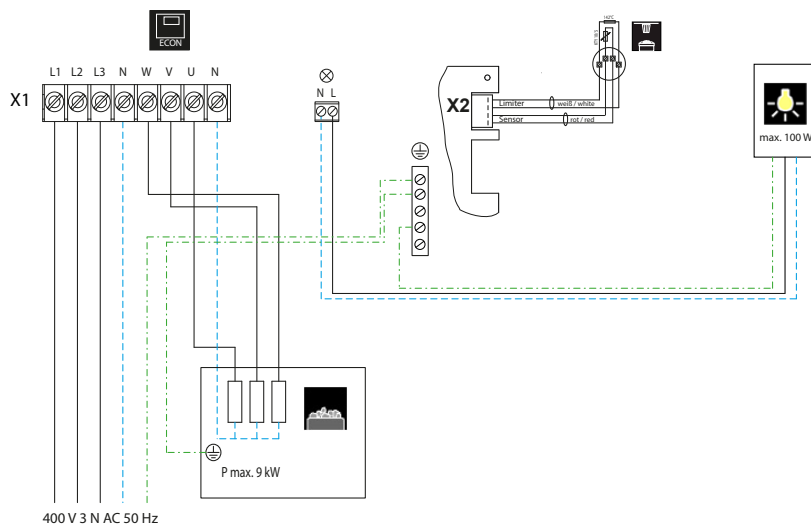 ECON
X1
L1 L2 L3 N W V U N
N L
X2
Limiter
weiß / white
Sensor
rot / red
142°C
max. 100 W
P max. 9 kW
400 V 3 N AC 50 Hz